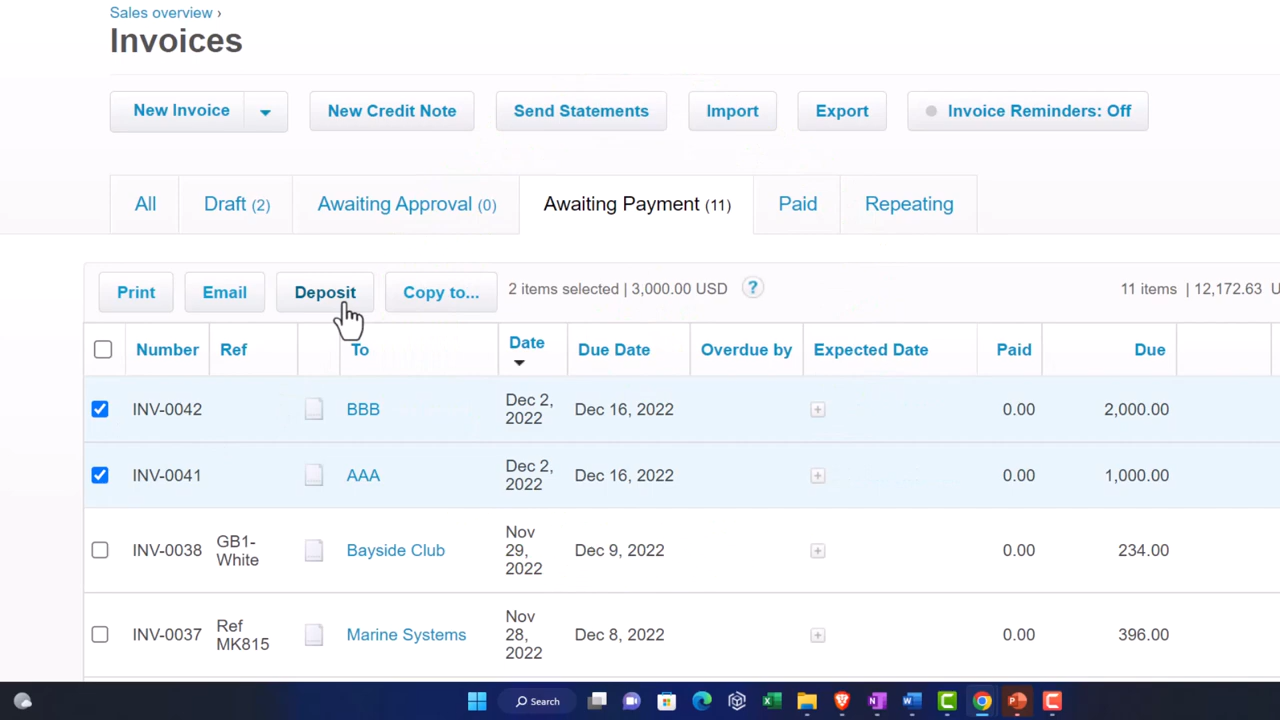 Sales overview ›
Invoices
New Invoice New Credit Note Send Statements Import Export Invoice Reminders: Off
All Draft (2) Awaiting Approval (0) Awaiting Payment (11) Paid Repeating
Print Email Deposit Copy to... 2 items selected | 3,000.00 USD ? 11 items | 12,172.63 U
Number Ref To Date Due Date Overdue by Expected Date Paid Due
INV-0042 BBB Dec 2, 2022 Dec 16, 2022 0.00 2,000.00
INV-0041 AAA Dec 2, 2022 Dec 16, 2022 0.00 1,000.00
INV-0038 GB1-White Bayside Club Nov 29, 2022 Dec 9, 2022 0.00 234.00
INV-0037 Ref MK815 Marine Systems Nov 28, 2022 Dec 8, 2022 0.00 396.00
Search